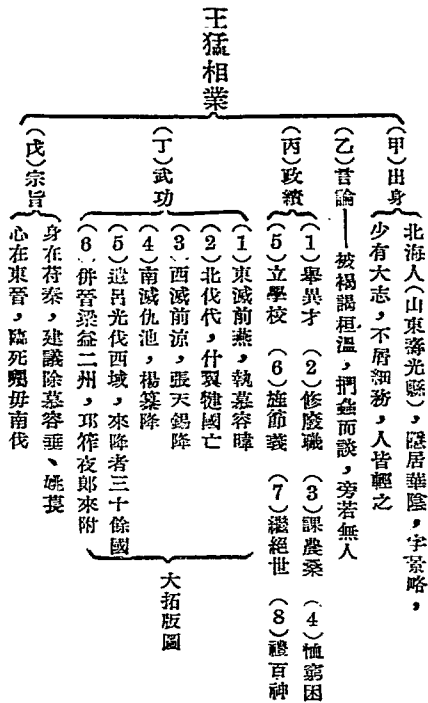 王猛相業
（甲）出身
北海人（山東壽光縣），隱居華陰，字景略，
少有大志，不屑細務，人皆輕之
（乙）言論——被褐謁桓溫，捫蝨而談，旁若無人
（丙）政績
（1）舉異才　（2）修廢職　（3）課農桑　（4）恤窮困
（5）立學校　（6）旌節義　（7）繼絕世　（8）禮百神
（丁）武功
（1）東滅前燕，執慕容暐
（2）北伐代，什翼犍國亡
（3）西滅前涼，張天錫降
（4）南滅仇池，楊纂降
（5）遣呂光伐西域，來降者三十餘國
（6）併晉梁益二州，邛筰夜郎來附
大拓版圖
（戊）宗旨
身在苻秦，建議除慕容垂、姚萇
心在東晉，臨死囑毋南伐